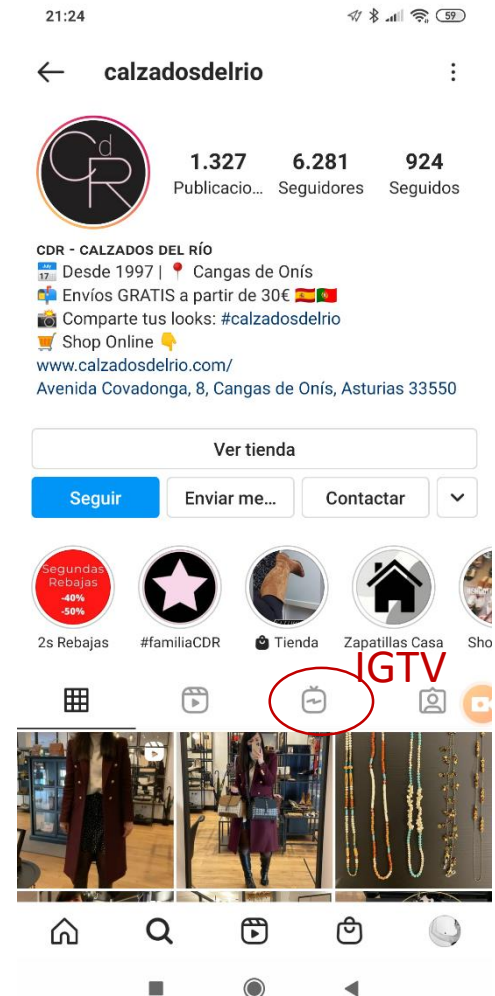 21:24
59
calzadosdelrio
CdR
1.327 6.281 924
Publicacio... Seguidores Seguidos
CDR - CALZADOS DEL RÍO
July 17 Desde 1997 | Cangas de Onís
Envíos GRATIS a partir de 30€
Comparte tus looks: #calzadosdelrio
Shop Online
www.calzadosdelrio.com/
Avenida Covadonga, 8, Cangas de Onís, Asturias 33550
Ver tienda
Seguir Enviar me... Contactar
Segundas
Rebajas
-40%
-50%
2s Rebajas #familiaCDR Tienda Zapatillas Casa Sho
IGTV